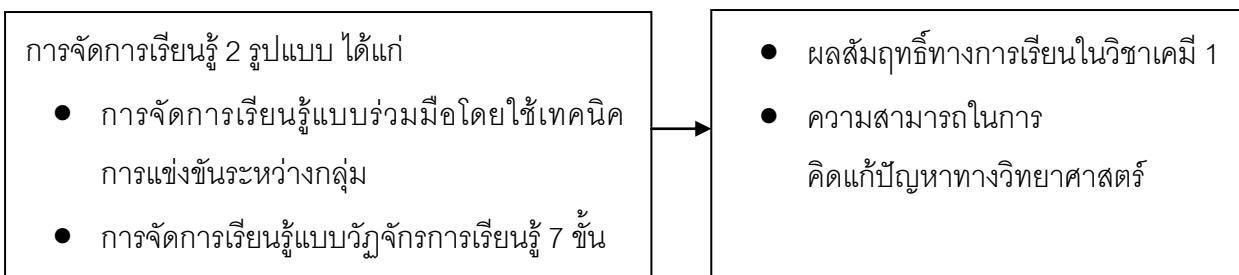 การจัดการเรียนรู้ 2 รูปแบบ ได้แก่
● การจัดการเรียนรู้แบบร่วมมือโดยใช้เทคนิค
การแข่งขันระหว่างกลุ่ม
● การจัดการเรียนรู้แบบวัฏจักรการเรียนรู้ 7 ขั้น
● ผลสัมฤทธิ์ทางการเรียนในวิชาเคมี 1
● ความสามารถในการ
คิดแก้ปัญหาทางวิทยาศาสตร์